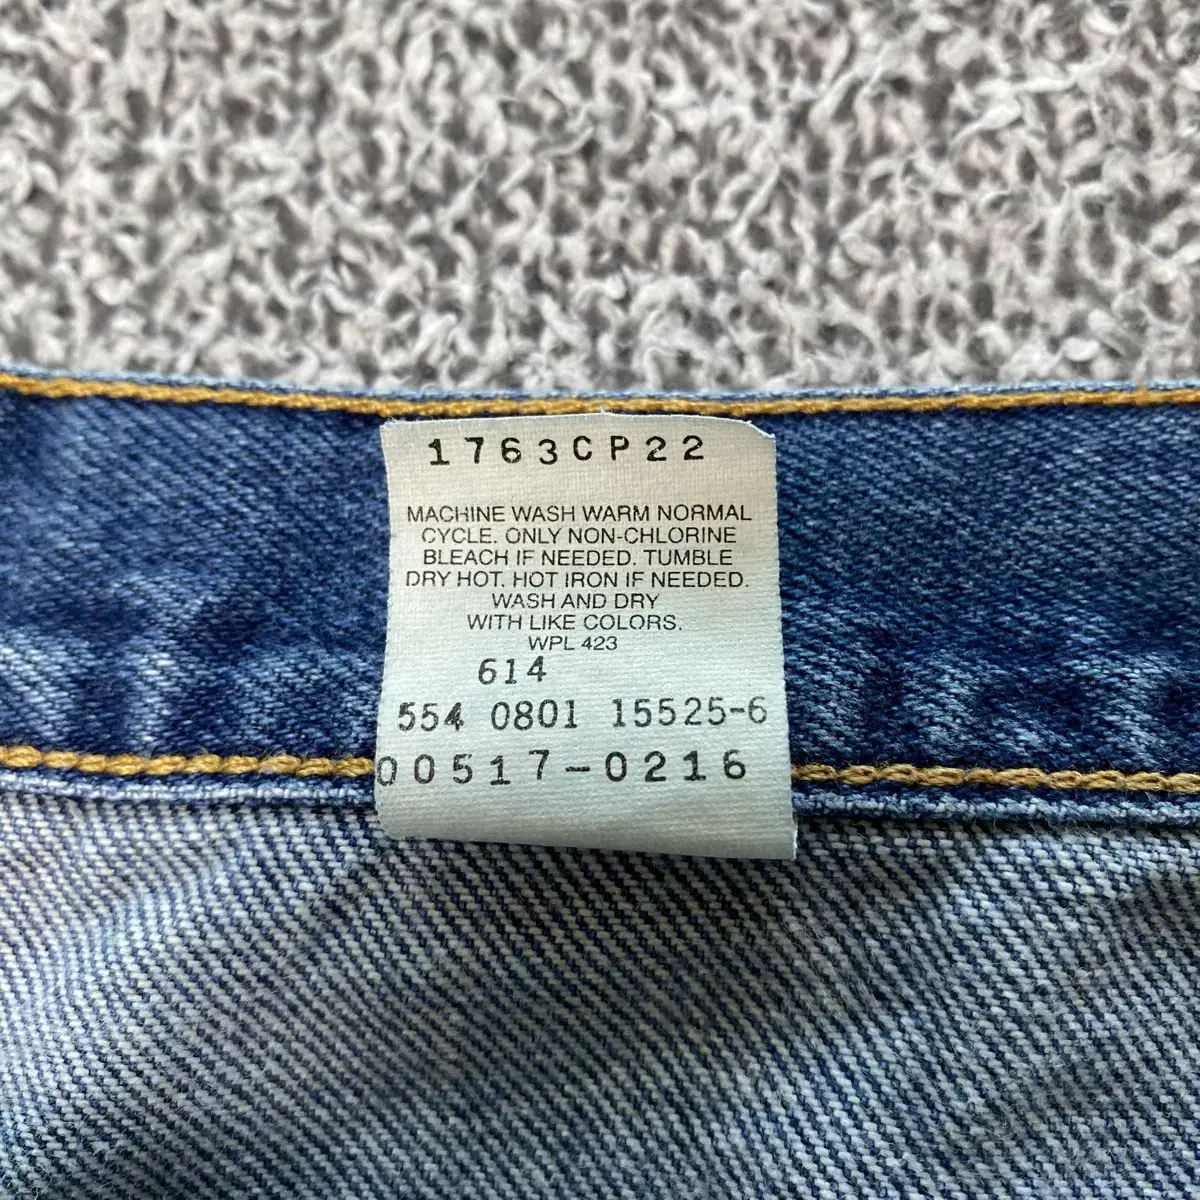 1763CP22
MACHINE WASH WARM NORMAL
CYCLE. ONLY NON-CHLORINE
BLEACH IF NEEDED. TUMBLE
DRY HOT. HOT IRON IF NEEDED.
WASH AND DRY
WITH LIKE COLORS.
WPL 423
614
554 0801 15525-6
00517-0216